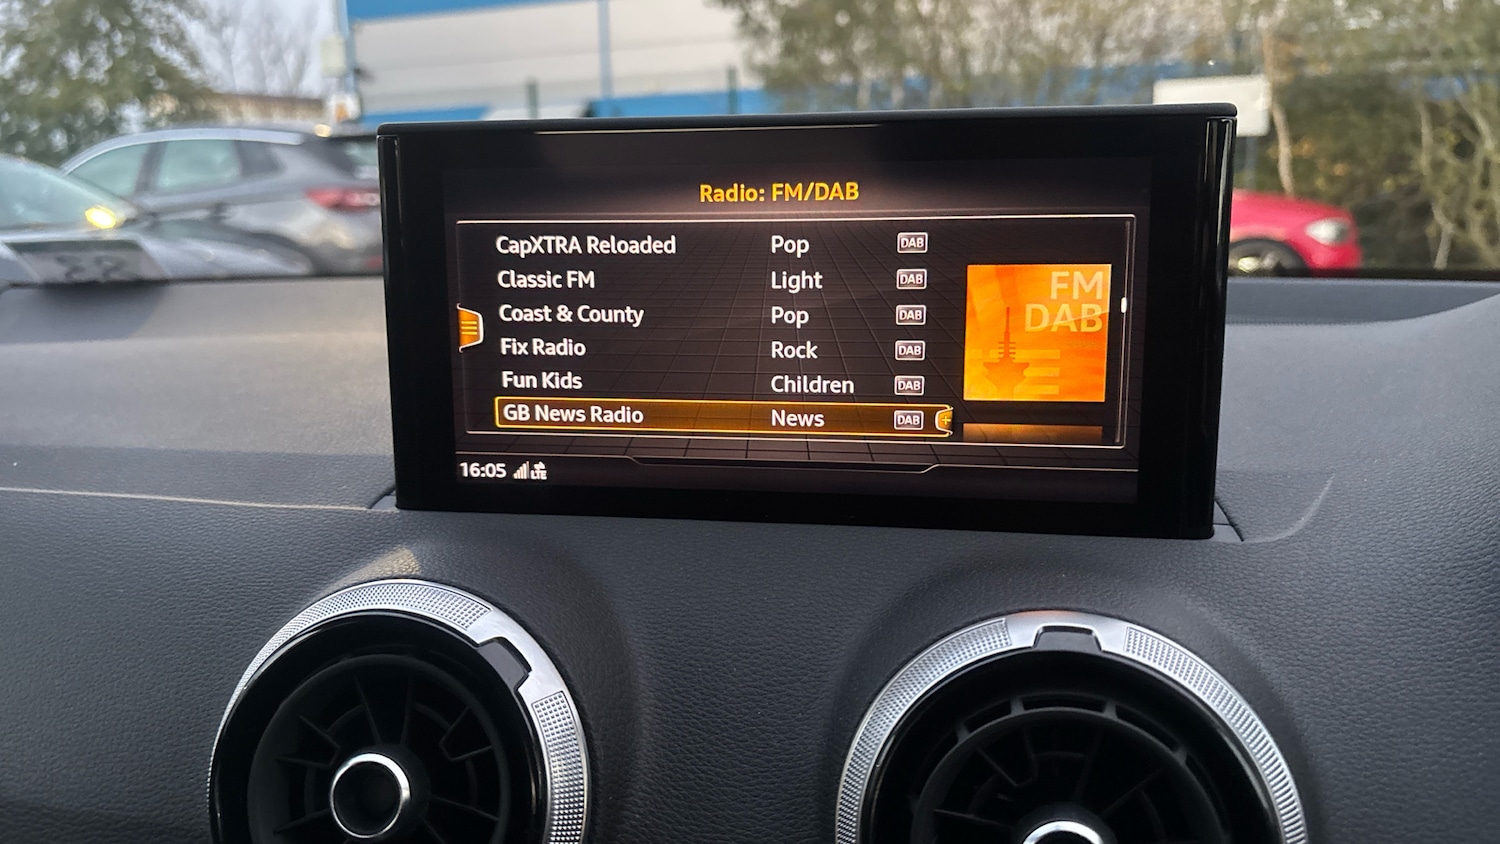 Radio: FM/DAB
CapXTRA Reloaded Pop DAB
Classic FM Light DAB
Coast & County Pop DAB
Fix Radio Rock DAB
Fun Kids Children DAB
GB News Radio News DAB +
FM
DAB
16:05 LTE